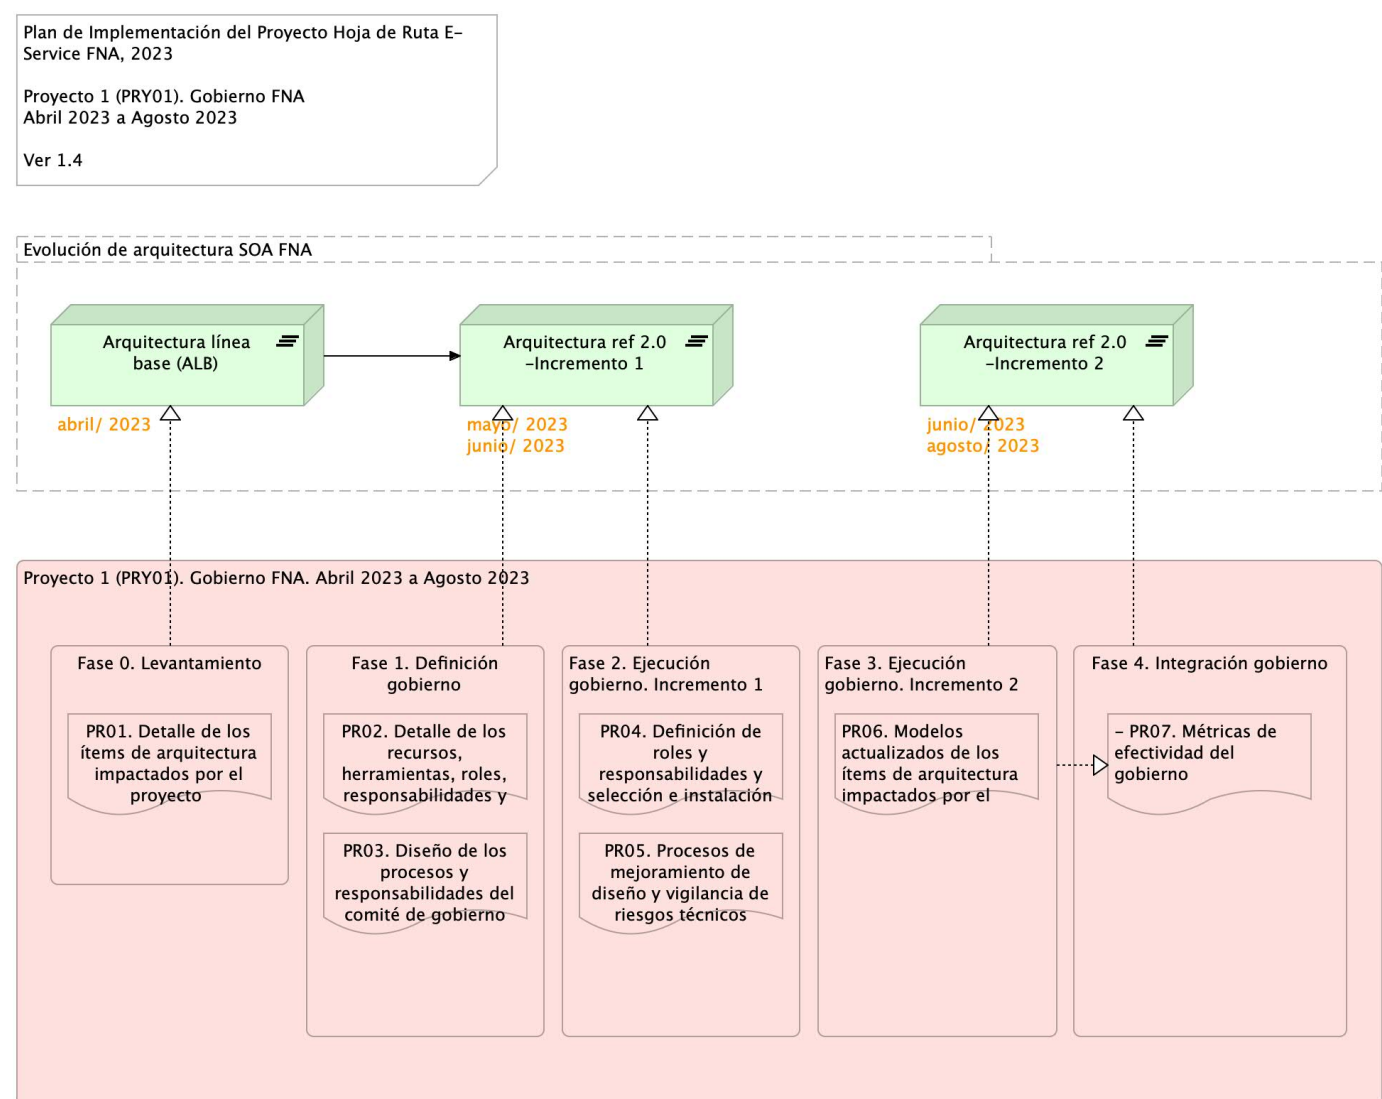 Plan de Implementación del Proyecto Hoja de Ruta E-
Service FNA, 2023
Proyecto 1 (PRY01). Gobierno FNA
Abril 2023 a Agosto 2023
Ver 1.4
Evolución de arquitectura SOA FNA
Arquitectura línea
base (ALB)
abril/ 2023
Arquitectura ref 2.0
-Incremento 1
mayo/ 2023
junio/ 2023
Arquitectura ref 2.0
-Incremento 2
junio/ 2023
agosto/ 2023
Proyecto 1 (PRY01). Gobierno FNA. Abril 2023 a Agosto 2023
Fase 0. Levantamiento
PR01. Detalle de los
ítems de arquitectura
impactados por el
proyecto
Fase 1. Definición
gobierno
PR02. Detalle de los
recursos,
herramientas, roles,
responsabilidades y
PR03. Diseño de los
procesos y
responsabilidades del
comité de gobierno
Fase 2. Ejecución
gobierno. Incremento 1
PR04. Definición de
roles y
responsabilidades y
selección e instalación
PR05. Procesos de
mejoramiento de
diseño y vigilancia de
riesgos técnicos
Fase 3. Ejecución
gobierno. Incremento 2
PR06. Modelos
actualizados de los
ítems de arquitectura
impactados por el
Fase 4. Integración gobierno
- PR07. Métricas de
efectividad del
gobierno